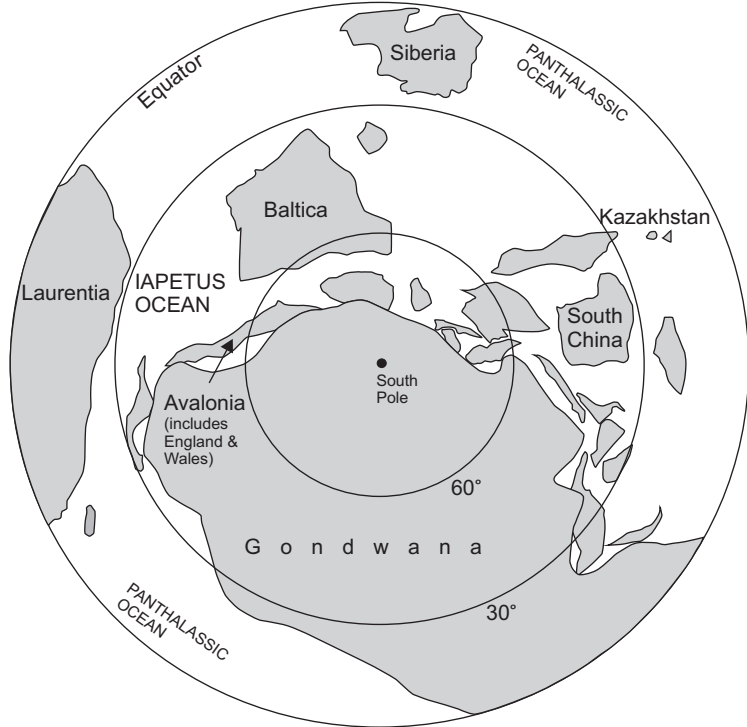 Siberia
PANTHALASSIC
OCEAN
Equator
Baltica
Kazakhstan
Laurentia
IAPETUS
OCEAN
South
China
South
Pole
Avalonia
(includes
England &
Wales)
60°
G o n d w a n a
30°
PANTHALASSIC
OCEAN